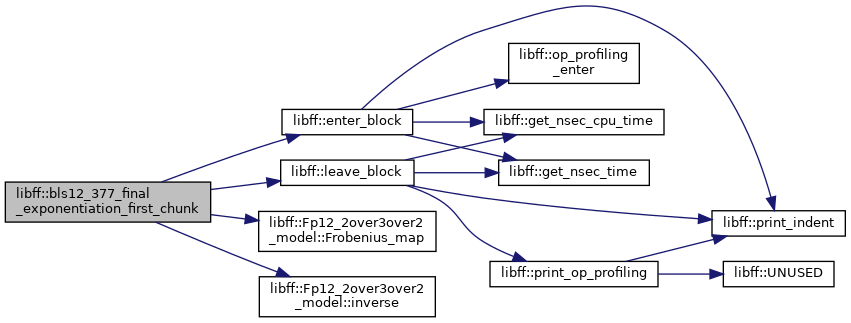 libff::bls12_377_final
_exponentiation_first_chunk
libff::enter_block
libff::leave_block
libff::Fp12_2over3over2
_model::Frobenius_map
libff::Fp12_2over3over2
_model::inverse
libff::op_profiling
_enter
libff::get_nsec_cpu_time
libff::get_nsec_time
libff::print_op_profiling
libff::print_indent
libff::UNUSED